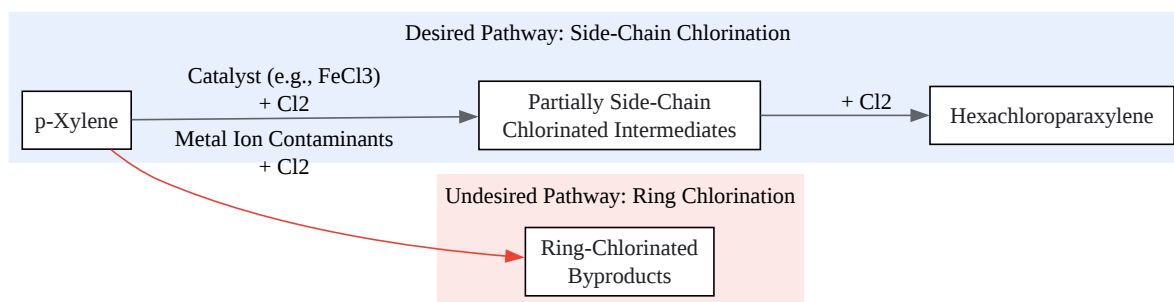 Desired Pathway: Side-Chain Chlorination
Catalyst (e.g., FeCl3)
+ Cl2
p-Xylene
Partially Side-Chain
Chlorinated Intermediates
+ Cl2
Hexachloroparaxylene
Metal Ion Contaminants
+ Cl2
Undesired Pathway: Ring Chlorination
Ring-Chlorinated
Byproducts